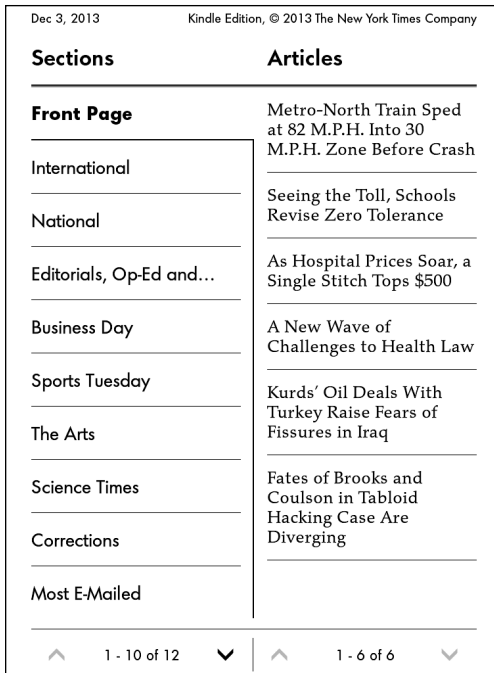 Dec 3, 2013
Kindle Edition, © 2013 The New York Times Company
Sections
Front Page
International
National
Editorials, Op-Ed and...
Business Day
Sports Tuesday
The Arts
Science Times
Corrections
Most E-Mailed
1 - 10 of 12
Articles
Metro-North Train Sped
at 82 M.P.H. Into 30
M.P.H. Zone Before Crash
Seeing the Toll, Schools
Revise Zero Tolerance
As Hospital Prices Soar, a
Single Stitch Tops $500
A New Wave of
Challenges to Health Law
Kurds’ Oil Deals With
Turkey Raise Fears of
Fissures in Iraq
Fates of Brooks and
Coulson in Tabloid
Hacking Case Are
Diverging
1 - 6 of 6